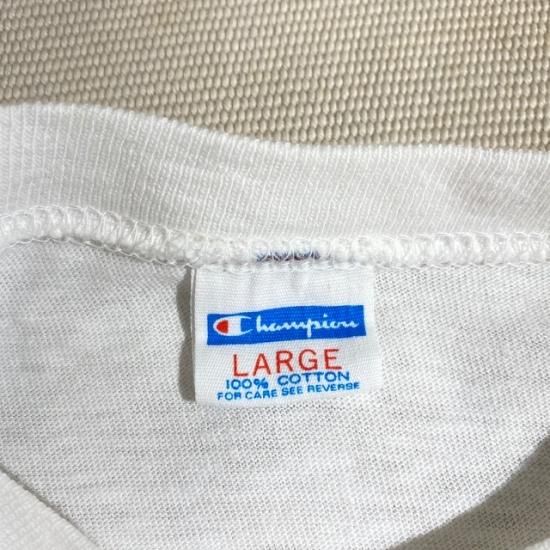 Champion
LARGE
100% COTTON
FOR CARE SEE REVERSE